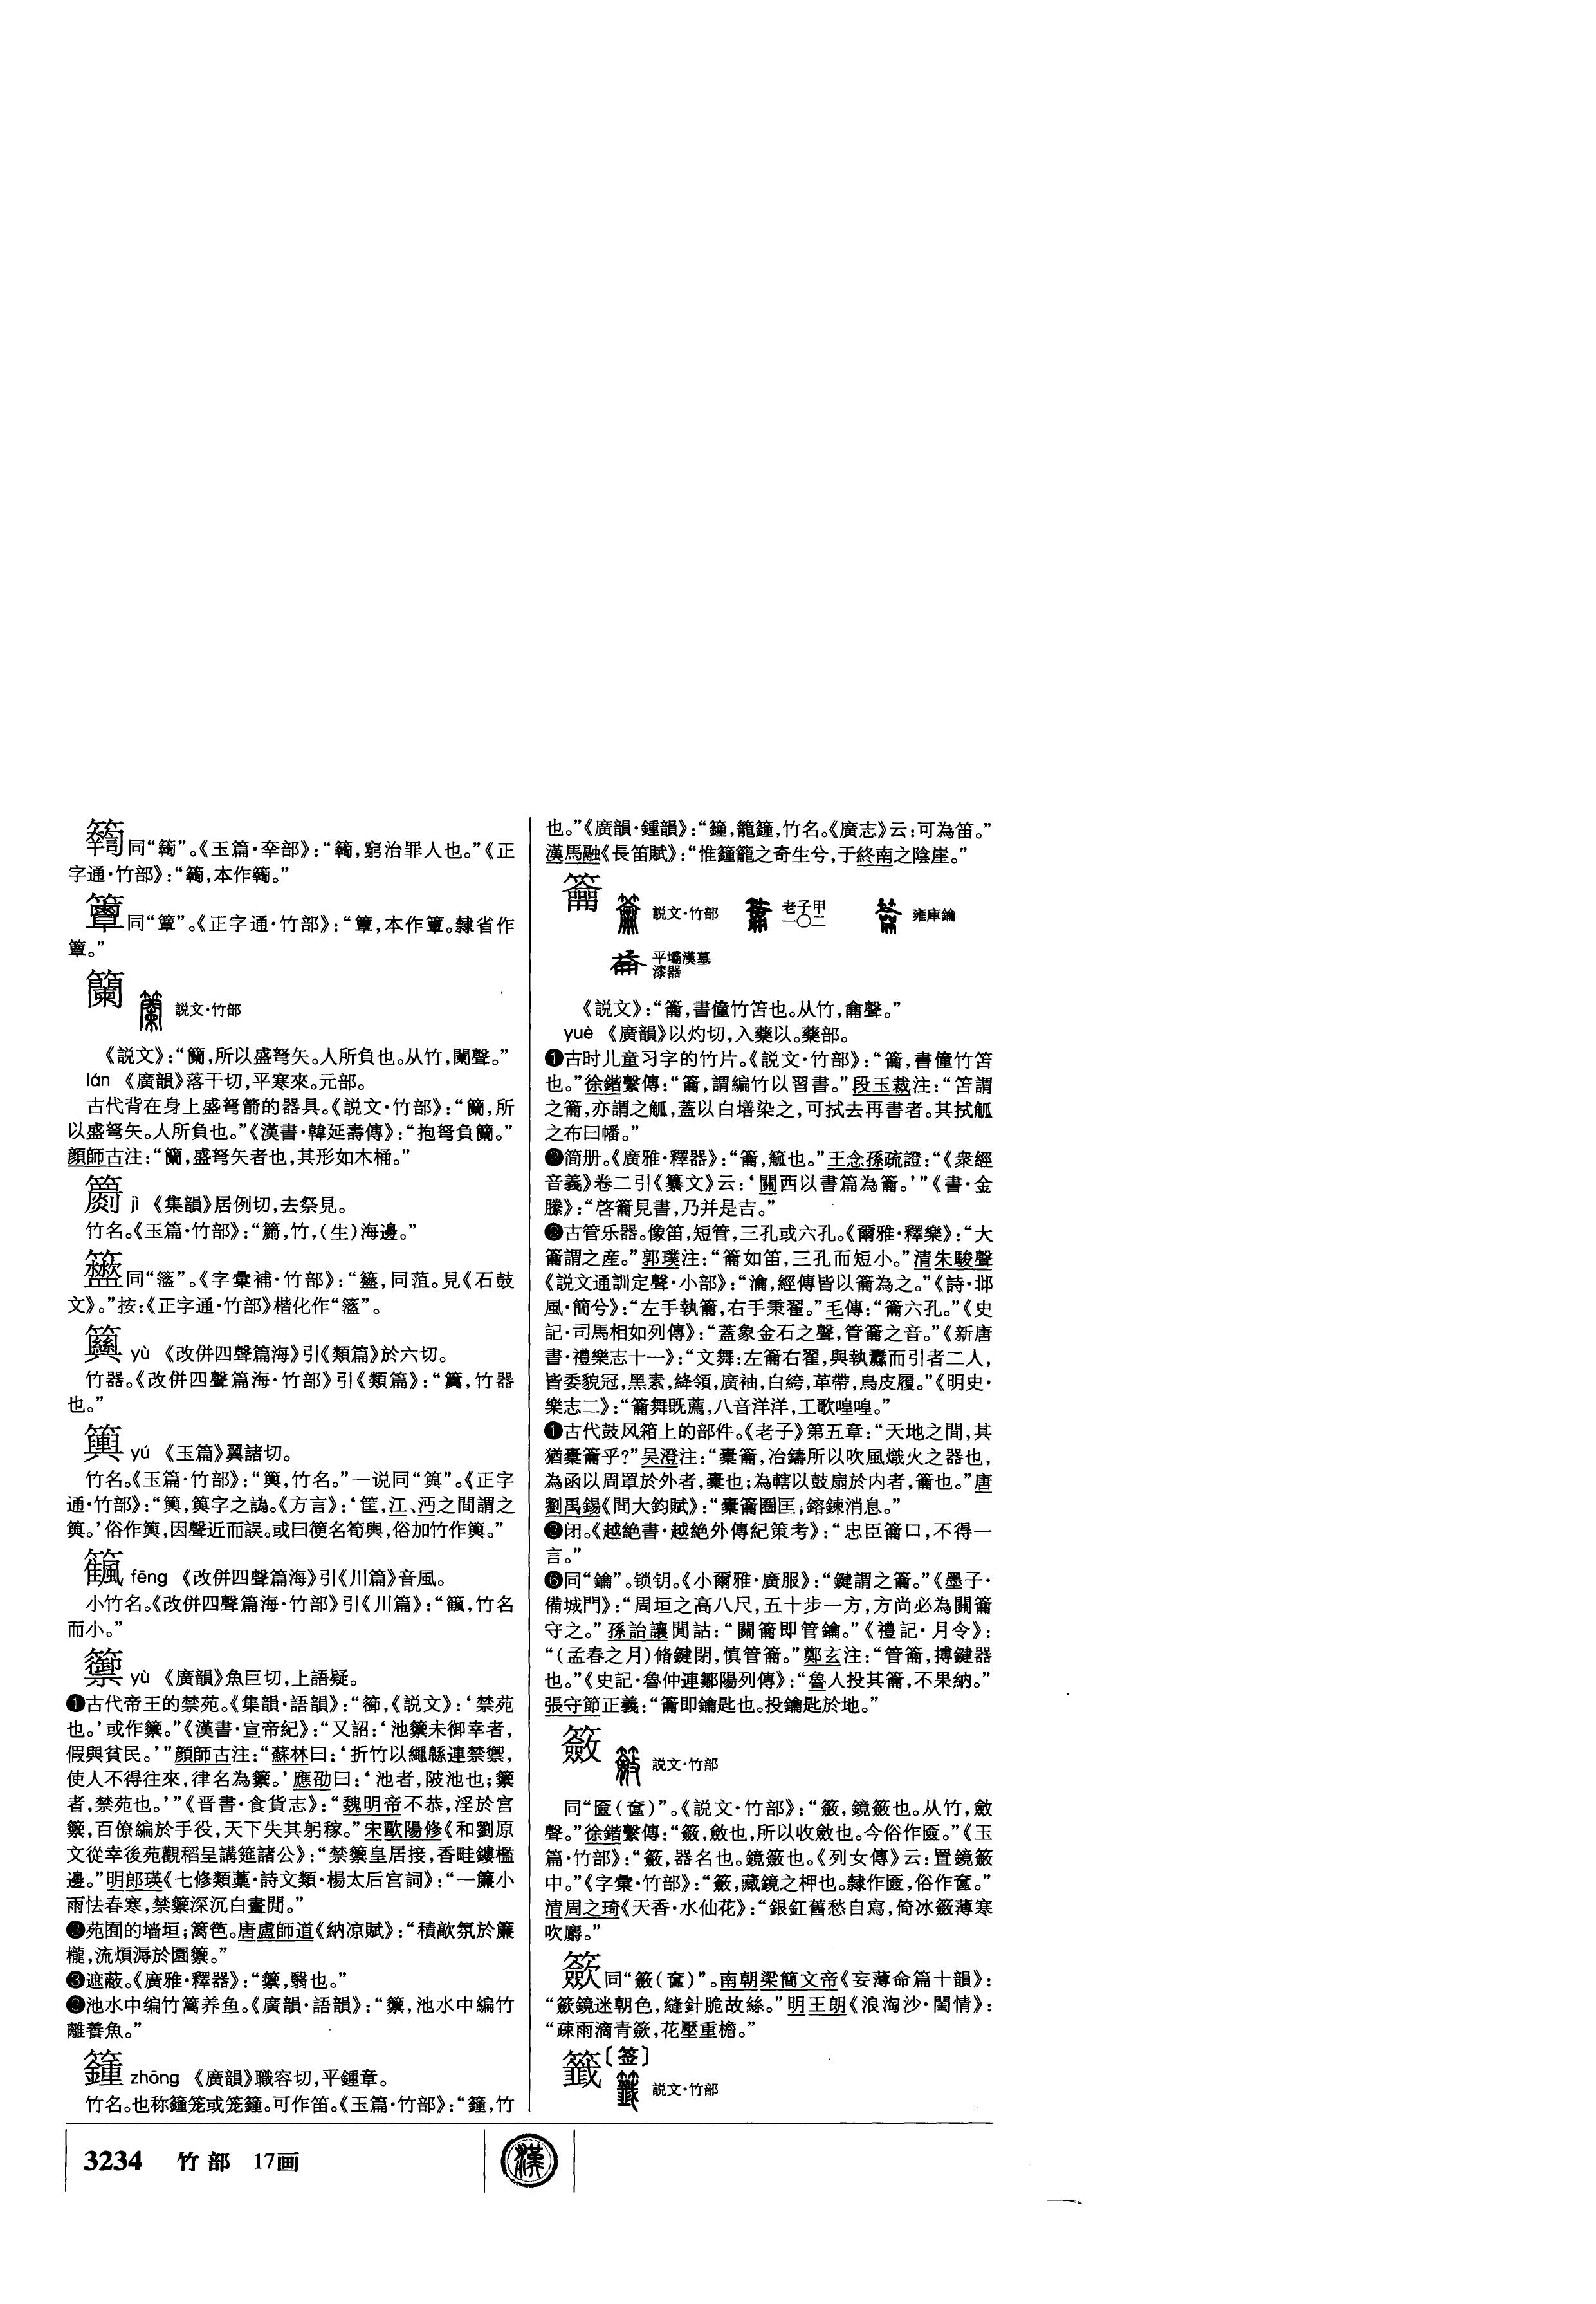 同“䉟”。《玉篇·㚔部》:“窮治罪人也。”《正
字通·竹部》:“本作”
同“簟”。《正字通·竹部》:“簟,本作隸省作
簟。”
籣 説文·竹部
《説文》:“籣,所以盛弩矢。人所負也。从竹,闌聲。”
lán 《廣韻》落干切,平寒來。元部。
古代背在身上盛弩箭的器具。《説文·竹部》:“籣,所
以盛弩矢。人所負也。”《漢書·韓延壽傳》:“抱弩負籣。”
顔師古注:“籣,盛弩矢者也,其形如木桶。”
jì 《集韻》居例切,去祭見。
竹名。《玉篇·竹部》:“竹,(生)海邊。”
同《字彙補·竹部》:“同菹。見《石鼓
文》。”按:《正字通·竹部》楷化作
yù 《改併四聲篇海》引《類篇》於六切。
竹器。《改併四聲篇海·竹部》引《類篇》:“竹器
也。”
yú 《玉篇》翼諸切。
竹名。《玉篇·竹部》:“竹名。”一说同《正字
通·竹部》:“字之譌。《方言》:‘筐,江、沔之間謂之
俗作因聲近而誤。或曰箯名筍輿,俗加竹作
fēng 《改併四聲篇海》引《川篇》音風。
小竹名。《改併四聲篇海·竹部》引《川篇》:“竹名
而小。”
籞 yù 《廣韻》魚巨切,上語疑。
❶古代帝王的禁苑。《集韻·語韻》:“篽,《説文》:‘禁苑
也。’或作籞。”《漢書·宣帝紀》:“又詔:‘池籞未御幸者,
假與貧民。’”顔師古注:“蘇林曰:‘折竹以繩緜連禁禦,
使人不得往來,律名為籞。’應劭曰:‘池者,陂池也;籞
者,禁苑也。’”《晋書·食貨志》:“魏明帝不恭,淫於宫
籞,百僚編於手役,天下失其躬稼。”宋歐陽修《和劉原
文從幸後苑觀稻呈講筵諸公》:“禁籞皇居接,香畦鏤檻
邊。”明郎瑛《七修類藁·詩文類·楊太后宫詞》:“一簾小
雨怯春寒,禁籞深沉白晝閒。”
❷苑囿的墙垣;篱笆。唐盧師道《納凉賦》:“積歊氛於簾
櫳,流煩溽於園籞。”
❸遮蔽。《廣雅·釋器》:“籞,翳也。”
❷池水中编竹篱养鱼。《廣韻·語韻》:“籞,池水中編竹
離養魚。”
籦 zhōng 《廣韻》職容切,平鍾章。
竹名。也称籦笼或笼籦。可作笛。《玉篇·竹部》:“籦,竹
也。”《廣韻·鍾韻》:“籦,籠籦,竹名。《廣志》云:可為笛。”
漢馬融《長笛賦》:“惟籦籠之奇生兮,于終南之陰崖。”
籥 説文·竹部 老子甲一〇二 雍庫鑰
平壩漢墓漆器
《説文》:“籥,書僮竹笘也。从竹,龠聲。”
yuè 《廣韻》以灼切,入藥以。藥部。
❶古时儿童习字的竹片。《説文·竹部》:“籥,書僮竹笘
也。”徐鍇繫傳:“籥,謂編竹以習書。”段玉裁注:“笘謂
之籥,亦謂之觚,蓋以白墡染之,可拭去再書者。其拭觚
之布曰幡。”
❷简册。《廣雅·釋器》:“籥,觚也。”王念孫疏證:“《衆經
音義》卷二引《纂文》云:‘關西以書篇為籥。’”《書·金
滕》:“啓籥見書,乃并是吉。”
❷古管乐器。像笛,短管,三孔或六孔。《爾雅·釋樂》:“大
籥謂之産。”郭璞注:“籥如笛,三孔而短小。”清朱駿聲
《説文通訓定聲·小部》:“瀹,經傳皆以籥為之。”《詩·邶
風·簡兮》:“左手執籥,右手秉翟。”毛傳:“籥六孔。”《史
記·司馬相如列傳》:“蓋象金石之聲,管籥之音。”《新唐
書·禮樂志十一》:“文舞:左籥右翟,與執纛而引者二人,
皆委貌冠,黑素,絳領,廣袖,白絝,革帶,烏皮履。”《明史·
樂志二》:“籥舞既薦,八音洋洋,工歌喤喤。”
❶古代鼓风箱上的部件。《老子》第五章:“天地之間,其
猶橐籥乎?”吴澄注:“橐籥,冶鑄所以吹風熾火之器也,
為函以周罩於外者,橐也;為轄以鼓扇於内者,籥也。”唐
劉禹錫《問大鈞賦》:“橐籥圈匡,鎔鍊消息。”
❷闭。《越絶書·越絶外傳紀策考》:“忠臣籥口,不得一
言。”
❻同“鑰”。锁钥。《小爾雅·廣服》:“鍵謂之籥。”《墨子·
備城門》:“周垣之高八尺,五十步一方,方尚必為關籥
守之。”孫詒讓閒詁:“關籥即管鑰。”《禮記·月令》:
“(孟春之月)脩鍵閉,慎管籥。”鄭玄注:“管籥,搏鍵器
也。”《史記·魯仲連鄒陽列傳》:“魯人投其籥,不果納。”
張守節正義:“籥即鑰匙也。投鑰匙於地。”
籢 説文·竹部
同“匳(奩)”。《説文·竹部》:“籢,鏡籢也。从竹,斂
聲。”徐鍇繫傳:“籢,斂也,所以收斂也。今俗作匳。”《玉
篇·竹部》:“籢,器名也。鏡籢也。《列女傳》云:置鏡籢
中。”《字彙·竹部》:“籢,藏鏡之柙也。隸作匳,俗作奩。”
清周之琦《天香·水仙花》:“銀釭舊愁自寫,倚冰籢薄寒
吹麝。”
籨同“籢(奩)”。南朝梁簡文帝《妾薄命篇十韻》:
“籨鏡迷朝色,縫針脆故絲。”明王朗《浪淘沙·閨情》:
“疎雨滴青籨,花壓重檐。”
籤〔签〕 説文·竹部
3234 竹部 17画
漢